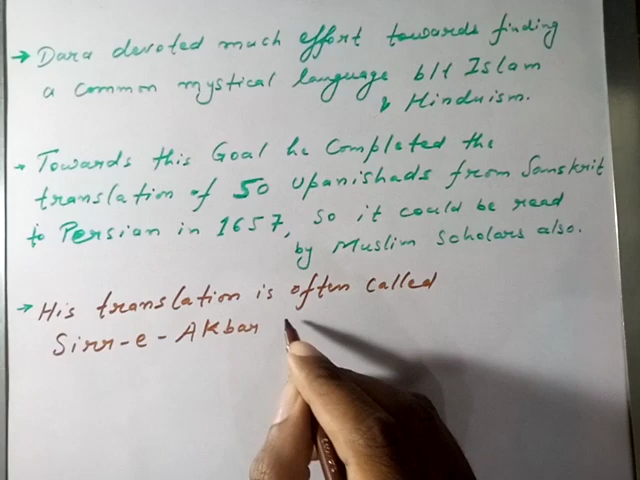 → Dara devoted much effort towards finding
a common mystical language b/t Islam
& Hinduism.
→ Towards this Goal he completed the
translation of 50 Upanishads from Sanskrit
to Persian in 1657, so it could be read
by Muslim Scholars also.
→ His translation is often called
Sirr-e-Akbar